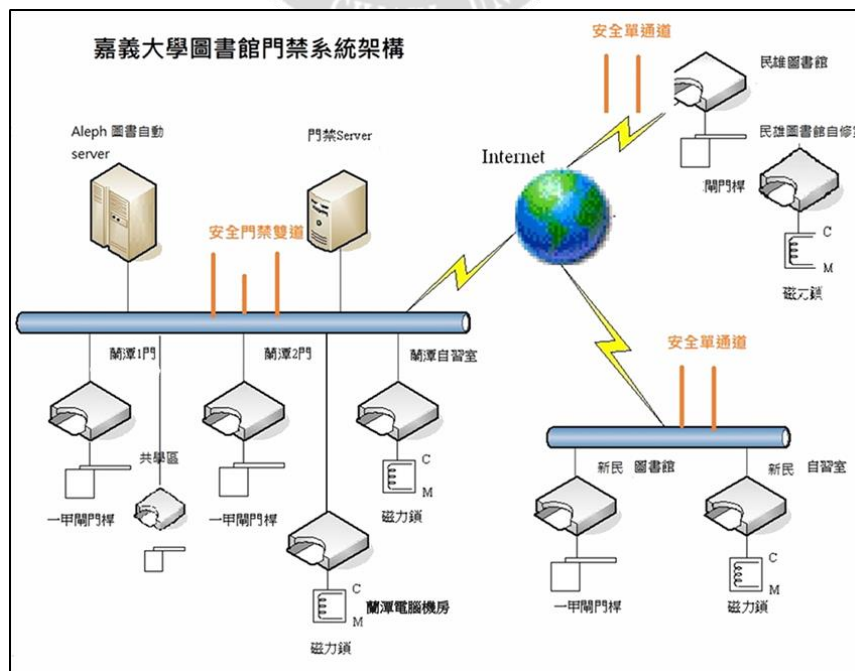 嘉義大學圖書館門禁系統架構
安全單通道
民雄圖書館
Aleph 圖書自動
server
門禁Server
Internet
民雄圖書館自修室
閘門桿
安全門禁雙道
C
M
磁力鎖
蘭潭1門
蘭潭2門
蘭潭自習室
安全單通道
共學區
C
M
一甲閘門桿
一甲閘門桿
磁力鎖
新民 圖書館
新民 自習室
C
M
蘭潭電腦機房
磁力鎖
一甲閘門桿
C
M
磁力鎖